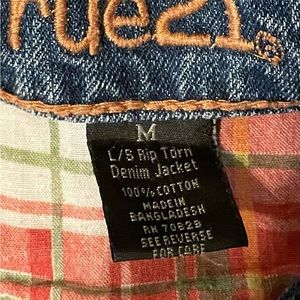 rue21
M
L/S Rip Torn
Denim Jacket
100% COTTON
MADE IN
BANGLADESH
RN 70828
SEE REVERSE
FOR CARE